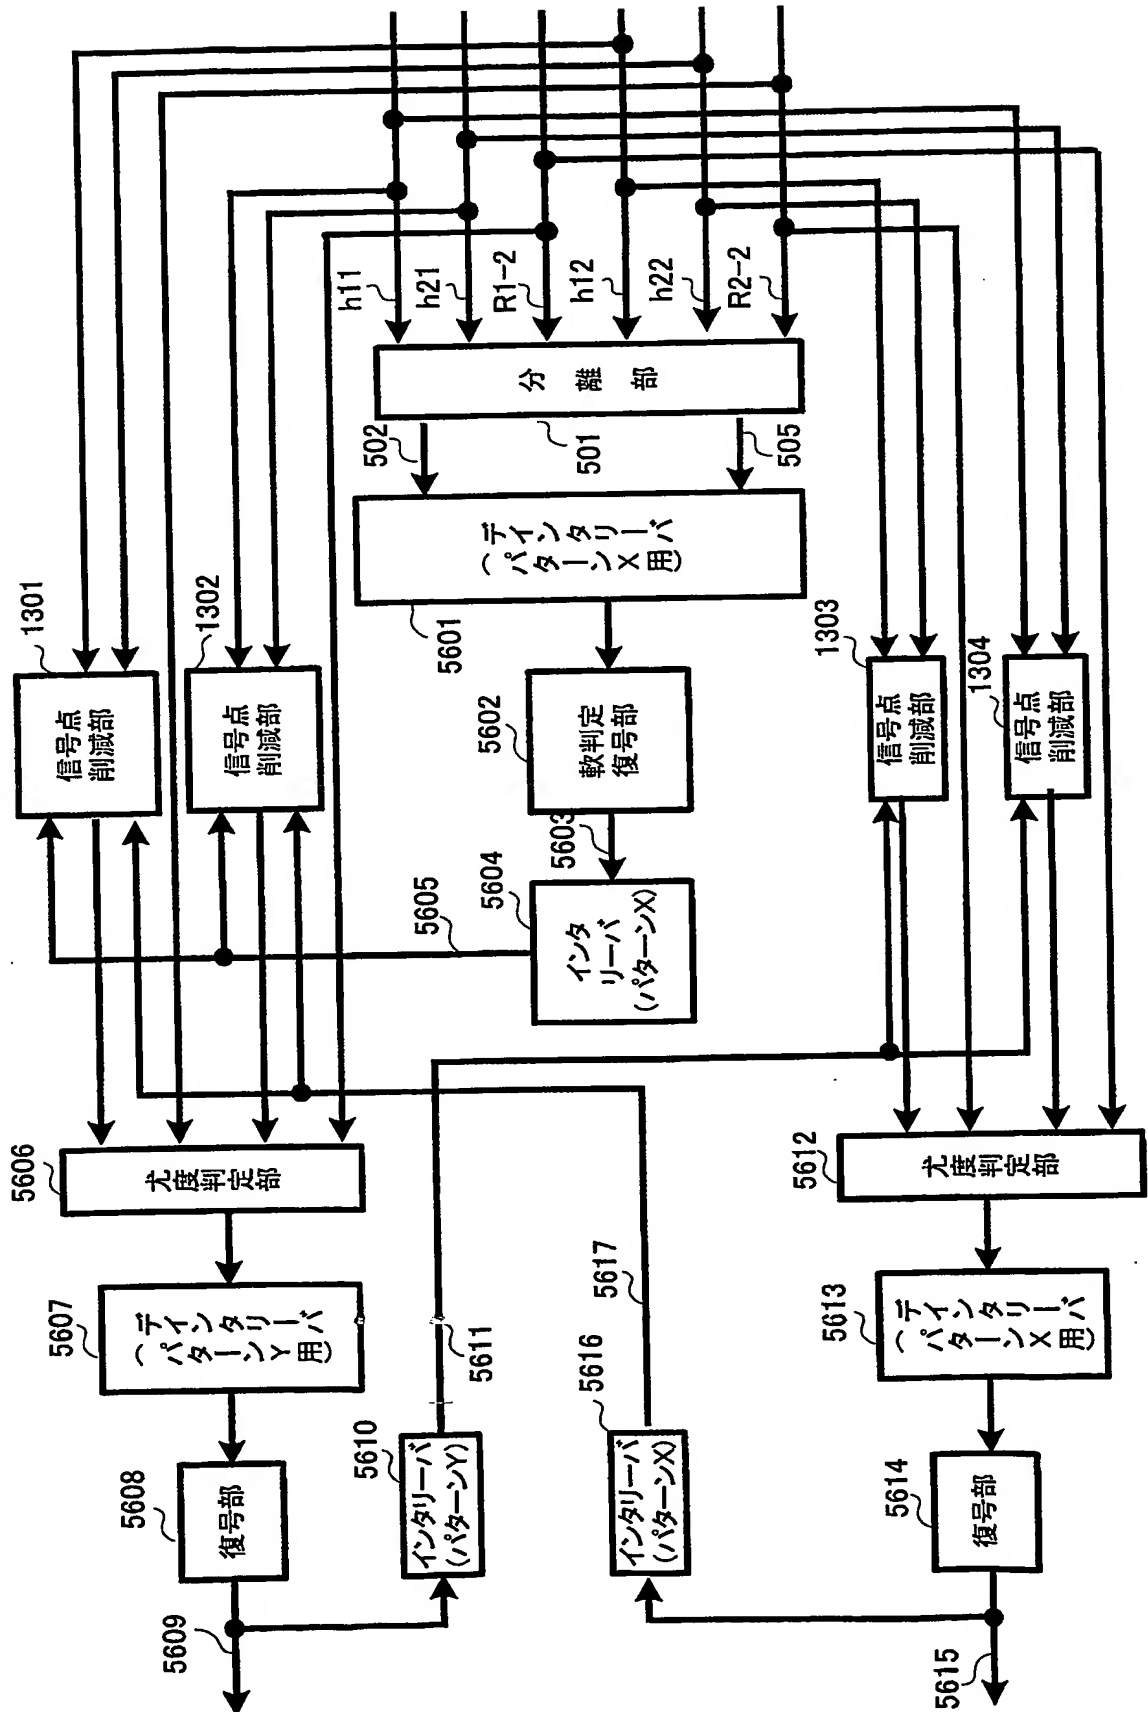 h11
h21
R1-2
h12
h22
R2-2
分離部
501
502
505
デインタリーバ
(パターンX用)
5601
軟判定
復号部
5602
5603
インタ
リーバ
(パターンX)
5604
5605
信号点
削減部
1301
信号点
削減部
1302
信号点
削減部
1303
信号点
削減部
1304
尤度判定部
5606
デインタリーバ
(パターンY用)
5607
復号部
5608
5609
インタリーバ
(パターンY)
5610
5611
尤度判定部
5612
デインタリーバ
(パターンX用)
5613
復号部
5614
5615
インタリーバ
(パターンX)
5616
5617